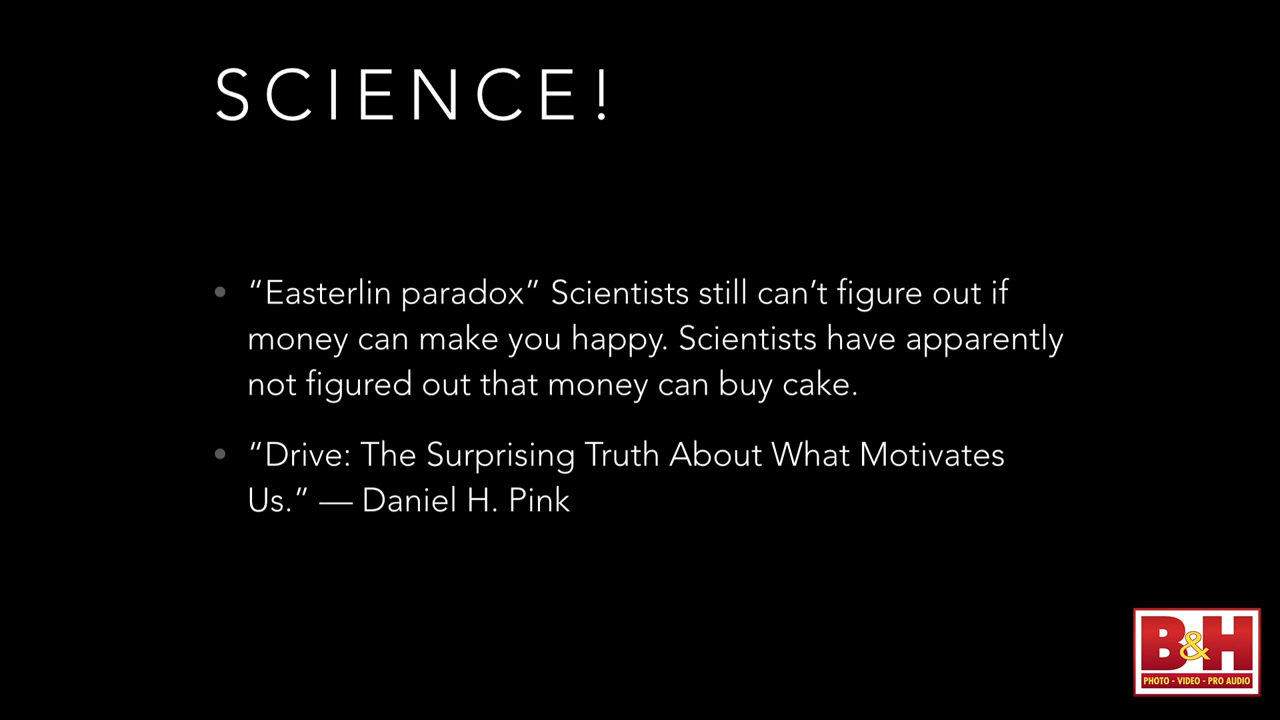 SCIENCE!
• “Easterlin paradox” Scientists still can’t figure out if
money can make you happy. Scientists have apparently
not figured out that money can buy cake.
• “Drive: The Surprising Truth About What Motivates
Us.” — Daniel H. Pink
B&H
PHOTO - VIDEO - PRO AUDIO